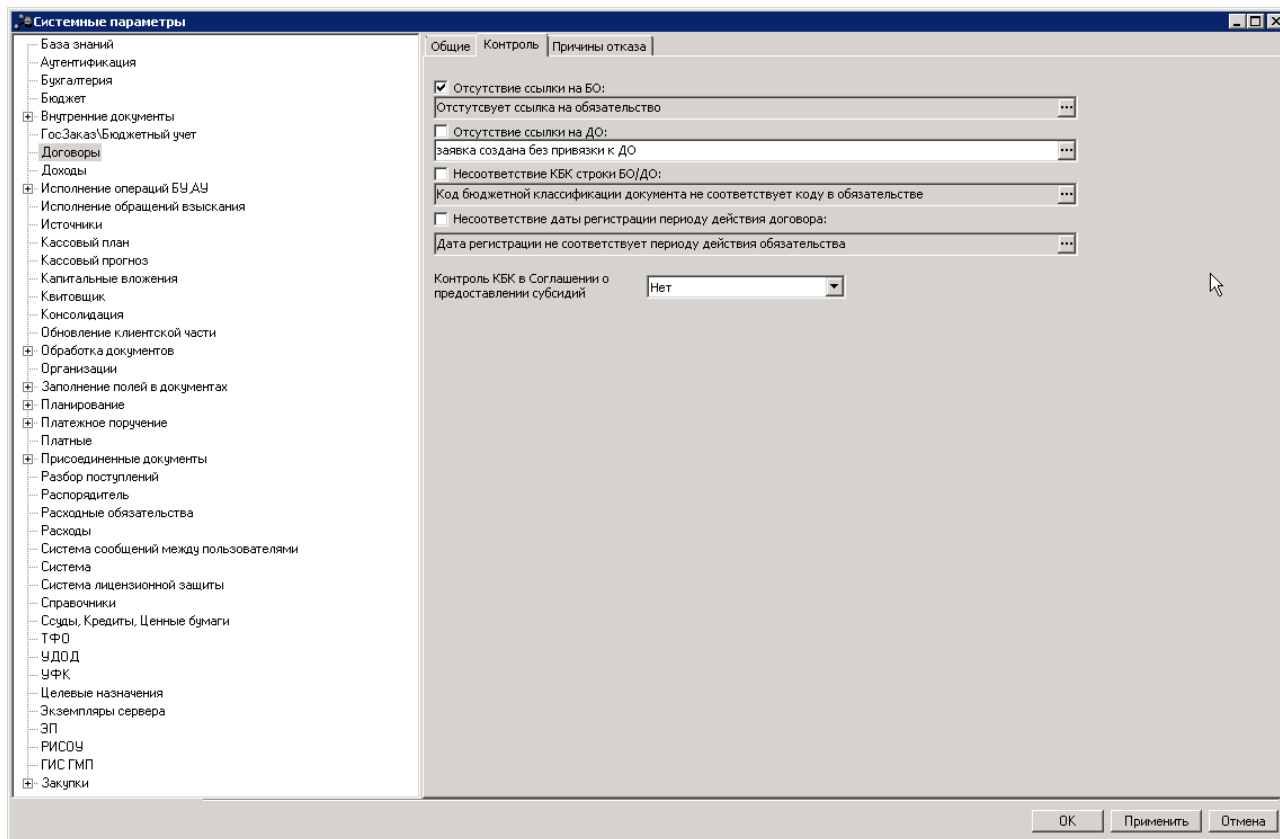 Системные параметры
База знаний
Аутентификация
Бухгалтерия
Бюджет
Внутренние документы
ГосЗаказ\Бюджетный учет
Договоры
Доходы
Исполнение операций БУ,АУ
Исполнение обращений взыскания
Источники
Кассовый план
Кассовый прогноз
Капитальные вложения
Квитовщик
Консолидация
Обновление клиентской части
Обработка документов
Организации
Заполнение полей в документах
Планирование
Платежное поручение
Платные
Присоединенные документы
Разбор поступлений
Распорядитель
Расходные обязательства
Расходы
Система сообщений между пользователями
Система
Система лицензионной защиты
Справочники
Ссуды, Кредиты, Ценные бумаги
ТФО
УДОД
УФК
Целевые назначения
Экземпляры сервера
ЭП
РИСОУ
ГИС ГМП
Закупки
Общие Контроль Причины отказа
Отсутствие ссылки на БО:
Отстутсвует ссылка на обязательство ...
Отсутствие ссылки на ДО:
заявка создана без привязки к ДО ...
Несоответствие КБК строки БО/ДО:
Код бюджетной классификации документа не соответствует коду в обязательстве ...
Несоответствие даты регистрации периоду действия договора:
Дата регистрации не соответствует периоду действия обязательства ...
Контроль КБК в Соглашении о
предоставлении субсидий
Нет
OK Применить Отмена